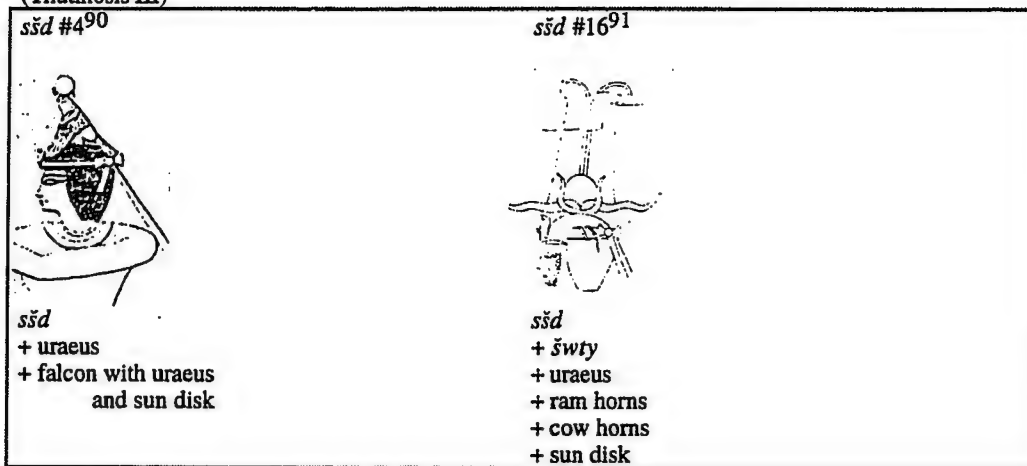 (Thutmosis III)
sšd #4⁹⁰
sšd #16⁹¹
sšd
+ uraeus
+ falcon with uraeus
and sun disk
sšd
+ šwty
+ uraeus
+ ram horns
+ cow horns
+ sun disk